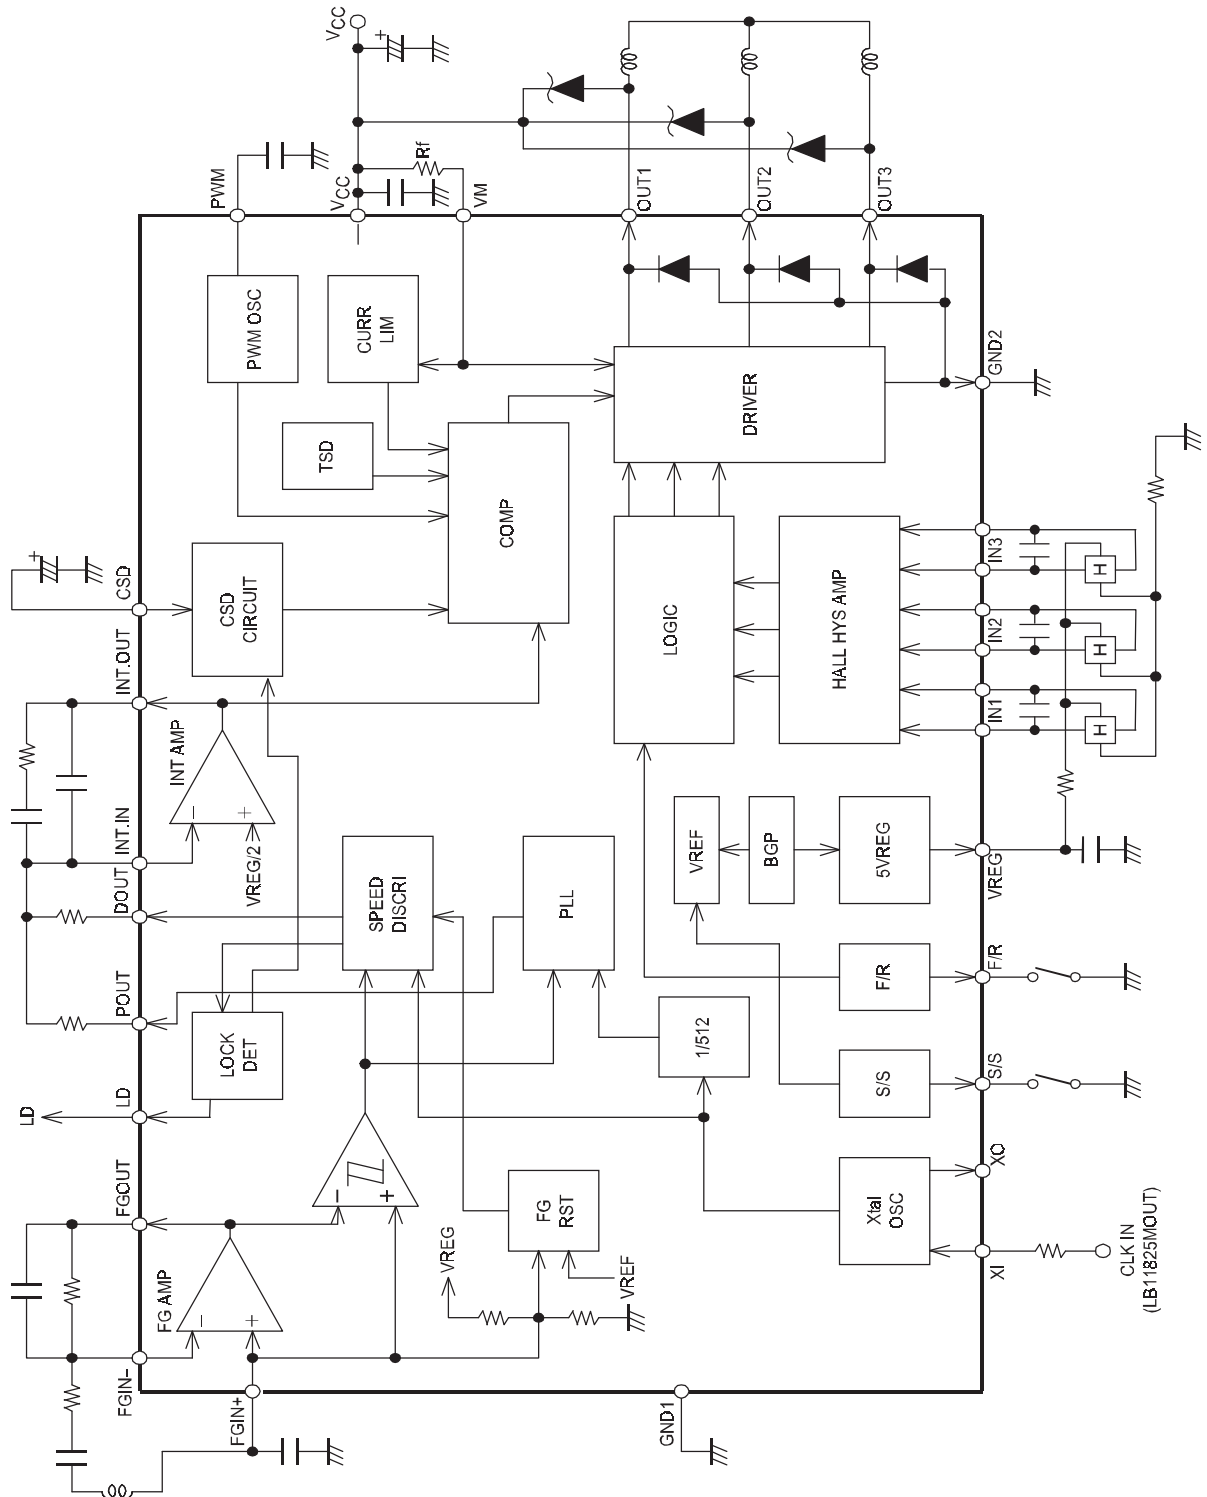 LD
FGIN−
FGIN+
FGOUT
LD
POUT
DOUT
INT.IN
INT.OUT
CSD
PWM
VCC
VCC
+
+
Rf
VM
OUT1
OUT2
OUT3
FG AMP
−
+
−
+
LOCK
DET
INT AMP
−
+
VREG/2
CSD
CIRCUIT
PWM OSC
CURR
LIM
TSD
COMP
SPEED
DISCRI
PLL
VREG
FG
RST
VREF
1/512
VREF
BGP
5VREG
LOGIC
DRIVER
HALL HYS AMP
F/R
S/S
Xtal
OSC
GND1
XI
XO
S/S
F/R
VREG
IN1
IN2
IN3
GND2
H
H
H
CLK IN
(LB11825MOUT)